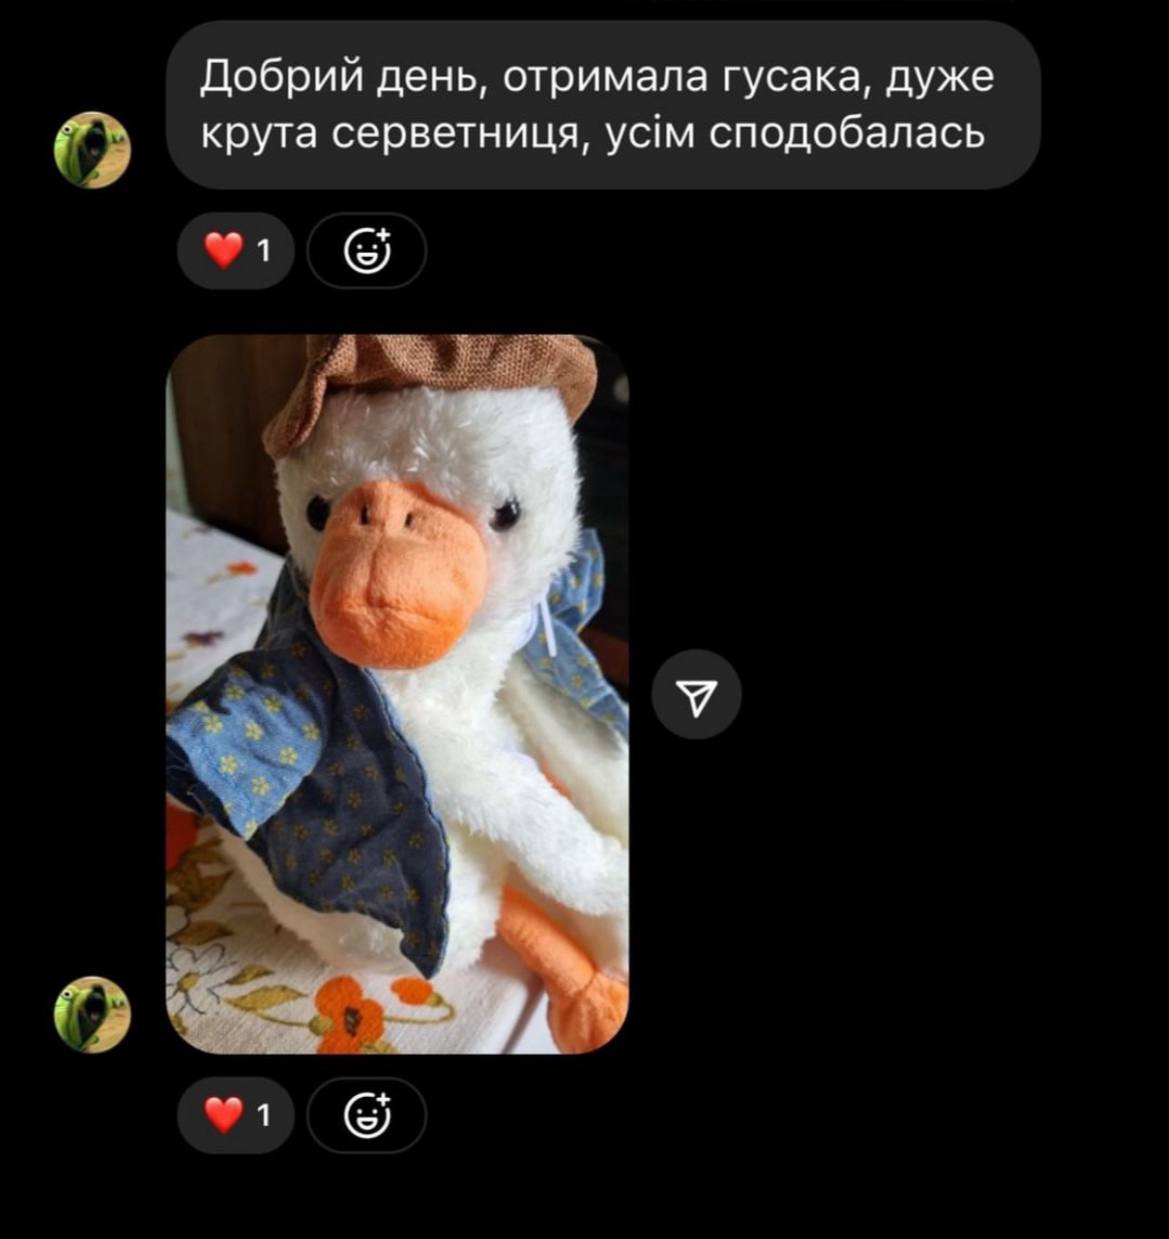 Добрий день, отримала гусака, дуже
крута серветниця, усім сподобалась
❤️ 1
❤️ 1